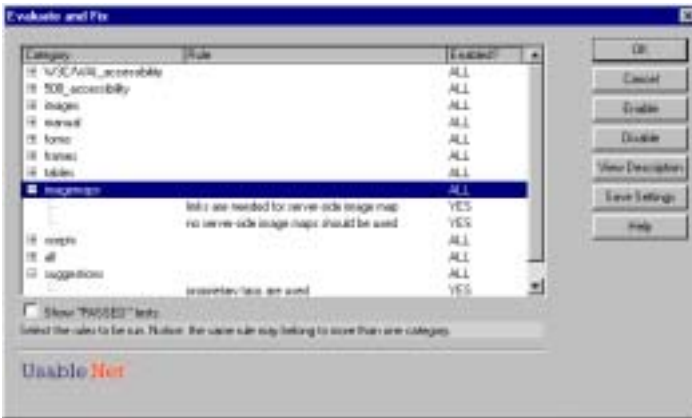 Evaluate and Fix
Category Rule Enabled?
W3C/WAI_accessibility ALL
508_accessibility ALL
images ALL
manual ALL
forms ALL
frames ALL
tables ALL
imagemaps ALL
links are needed for server-side image map YES
no server-side image maps should be used YES
scripts ALL
all ALL
suggestions ALL
proprietary tags are used YES
Show "PASSED" tests
Select the rules to be run. Notice: the same rule may belong to more than one category.
Usable Net
OK
Cancel
Enable
Disable
View Description
Save Settings
Help